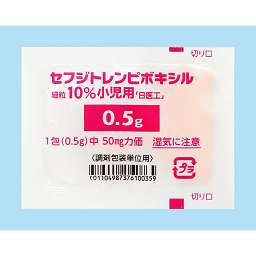 切り口
セフジトレンピボキシル
細粒10%小児用「日医工」
0.5g
1包(0.5g)中 50mg力価 湿気に注意
〈調剤包装単位用〉
(01)04987376100359
プラ
切り口